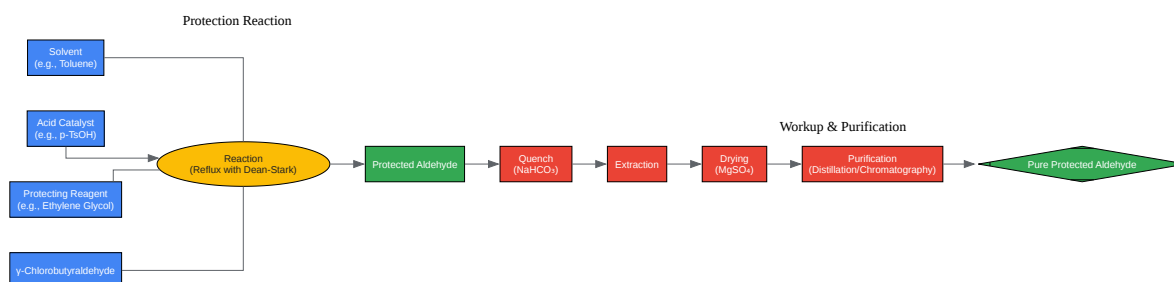 Protection Reaction
Solvent
(e.g., Toluene)
Acid Catalyst
(e.g., p-TsOH)
Protecting Reagent
(e.g., Ethylene Glycol)
γ-Chlorobutyraldehyde
Reaction
(Reflux with Dean-Stark)
Protected Aldehyde
Workup & Purification
Quench
(NaHCO₃)
Extraction
Drying
(MgSO₄)
Purification
(Distillation/Chromatography)
Pure Protected Aldehyde